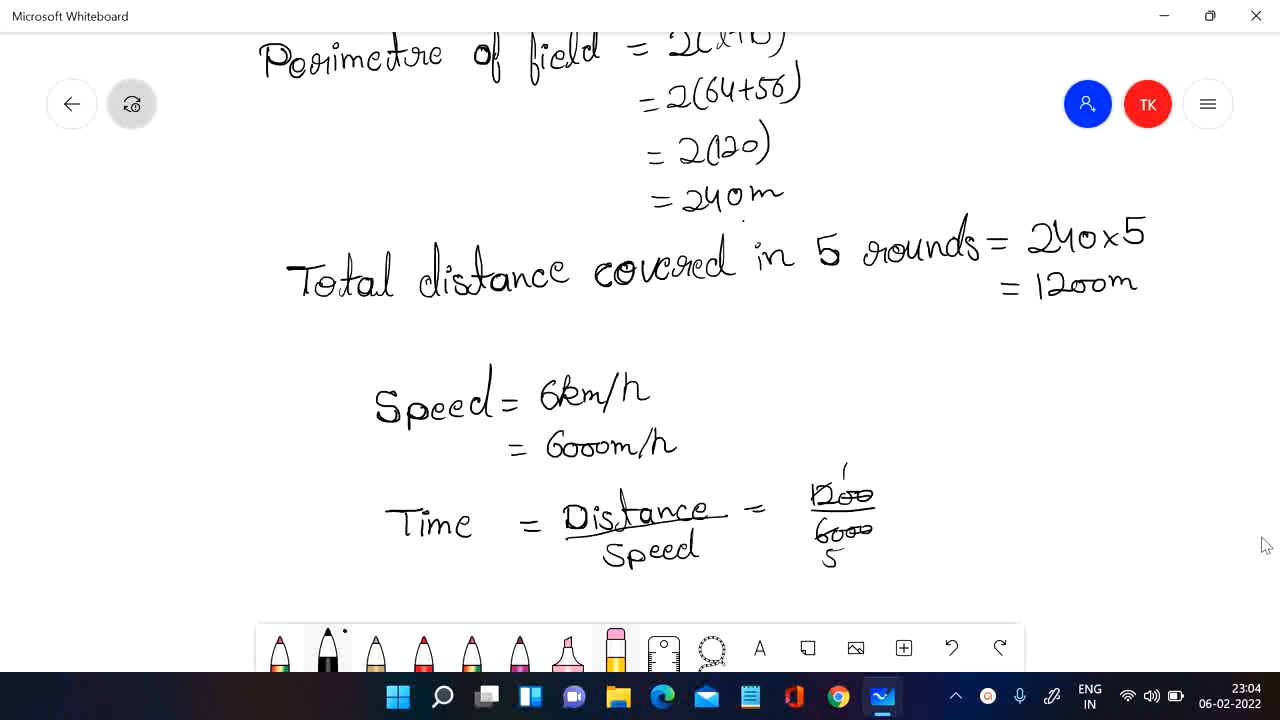 Microsoft Whiteboard
Perimetre of field = 2(l+b)
= 2(64+56)
TK
= 2(120)
= 240m
Total distance covered in 5 rounds = 240×5
= 1200m
Speed = 6km/h
= 6000m/h
1
Time = Distance = 1200
Speed 6000
5
A
ENG 23:04
IN 06-02-2022